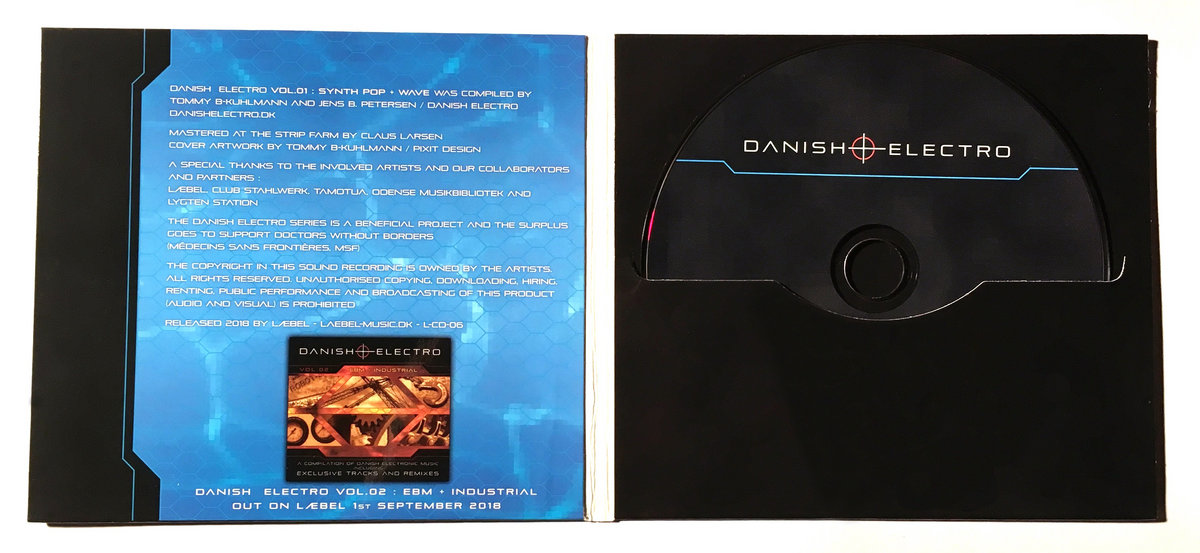 DANISH ELECTRO VOL.01 : SYNTH POP + WAVE WAS COMPILED BY
TOMMY B-KUHLMANN AND JENS B. PETERSEN / DANISH ELECTRO
DANISHELECTRO.DK
MASTERED AT THE STRIP FARM BY CLAUS LARSEN
COVER ARTWORK BY TOMMY B-KUHLMANN / PIXIT DESIGN
A SPECIAL THANKS TO THE INVOLVED ARTISTS AND OUR COLLABORATORS
AND PARTNERS :
LÆBEL, CLUB STAHLWERK, TAMOTUA, ODENSE MUSIKBIBLIOTEK AND
LYGTEN STATION
THE DANISH ELECTRO SERIES IS A BENEFICIAL PROJECT AND THE SURPLUS
GOES TO SUPPORT DOCTORS WITHOUT BORDERS
(MÉDECINS SANS FRONTIÈRES, MSF)
THE COPYRIGHT IN THIS SOUND RECORDING IS OWNED BY THE ARTISTS.
ALL RIGHTS RESERVED. UNAUTHORISED COPYING, DOWNLOADING, HIRING,
RENTING, PUBLIC PERFORMANCE AND BROADCASTING OF THIS PRODUCT
(AUDIO AND VISUAL) IS PROHIBITED
RELEASED 2018 BY LÆBEL - LAEBEL-MUSIC.DK - L-CD-06
DANISH ELECTRO
VOL 02 EBM + INDUSTRIAL
A COMPILATION OF DANISH ELECTRONIC MUSIC
INCLUDING
EXCLUSIVE TRACKS AND REMIXES
DANISH ELECTRO VOL.02 : EBM + INDUSTRIAL
OUT ON LÆBEL 1ST SEPTEMBER 2018
DANISH ELECTRO